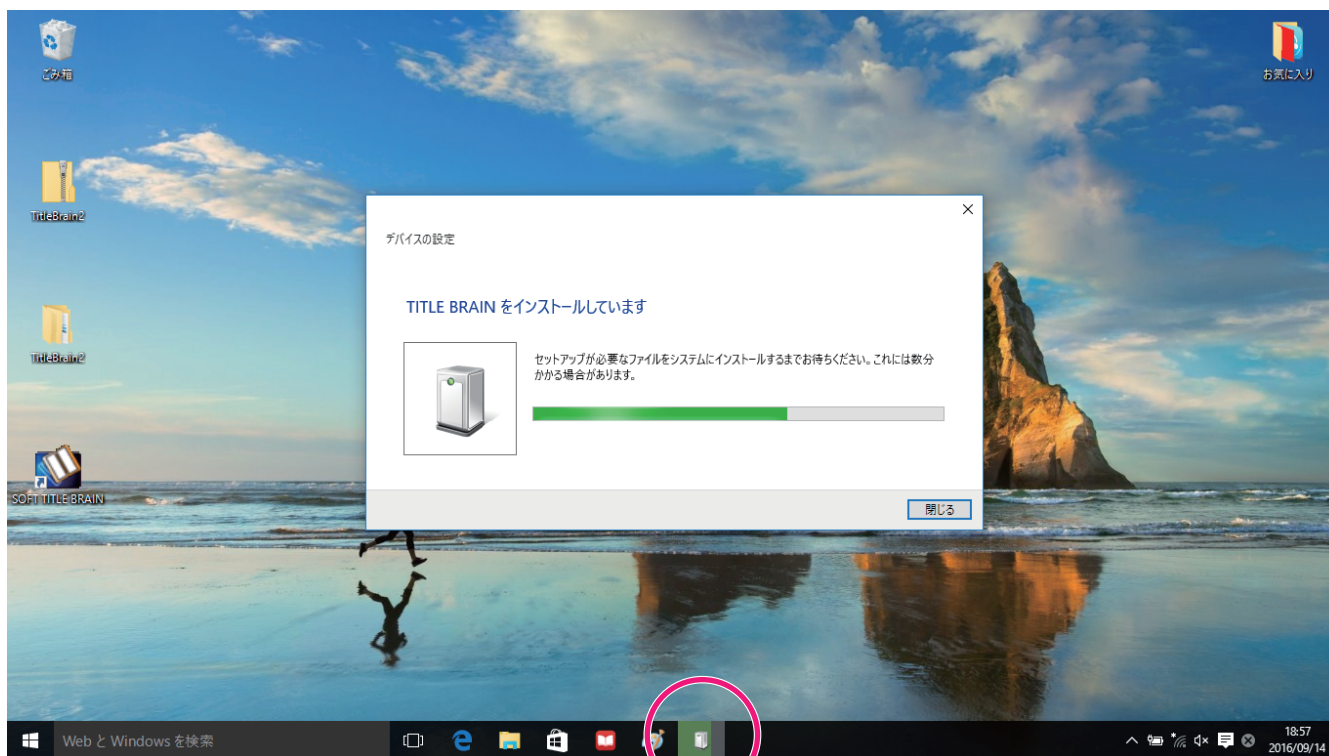 ごみ箱
お気に入り
TitleBrain2
デバイスの設定
TITLE BRAIN をインストールしています
セットアップが必要なファイルをシステムにインストールするまでお待ちください。これには数分
かかる場合があります。
TitleBrain2
SOFT TITLE BRAIN
閉じる
Web と Windows を検索
18:57
2016/09/14